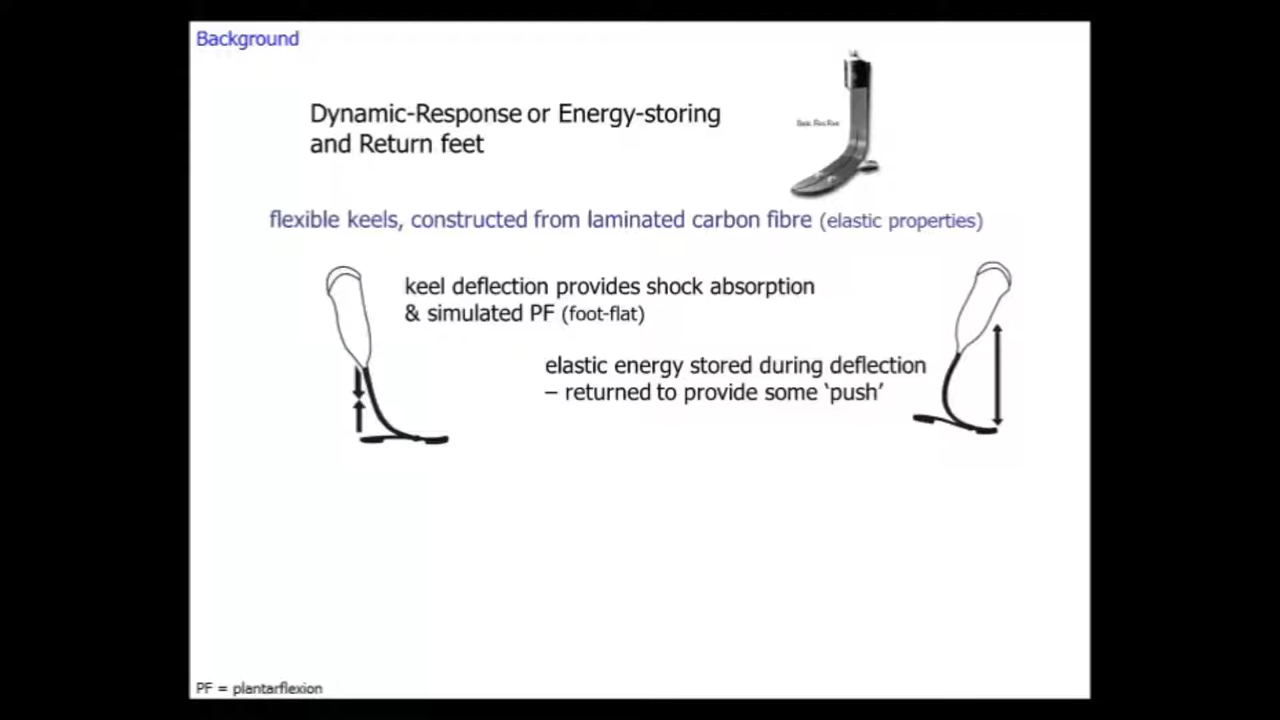 Background
Dynamic-Response or Energy-storing
and Return feet
flexible keels, constructed from laminated carbon fibre (elastic properties)
keel deflection provides shock absorption
& simulated PF (foot-flat)
elastic energy stored during deflection
– returned to provide some ‘push’
PF = plantarflexion